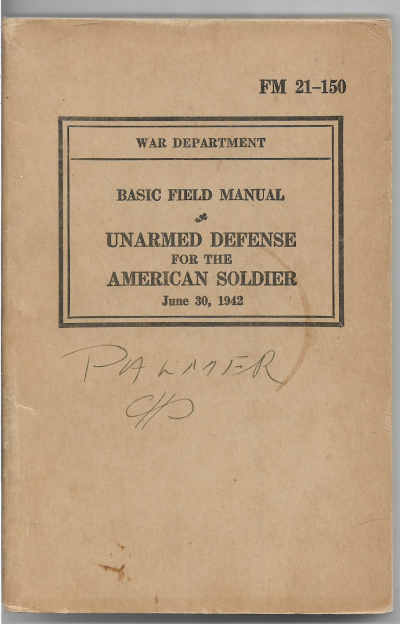 FM 21-150
WAR DEPARTMENT
BASIC FIELD MANUAL
UNARMED DEFENSE
FOR THE
AMERICAN SOLDIER
June 30, 1942
PALMER